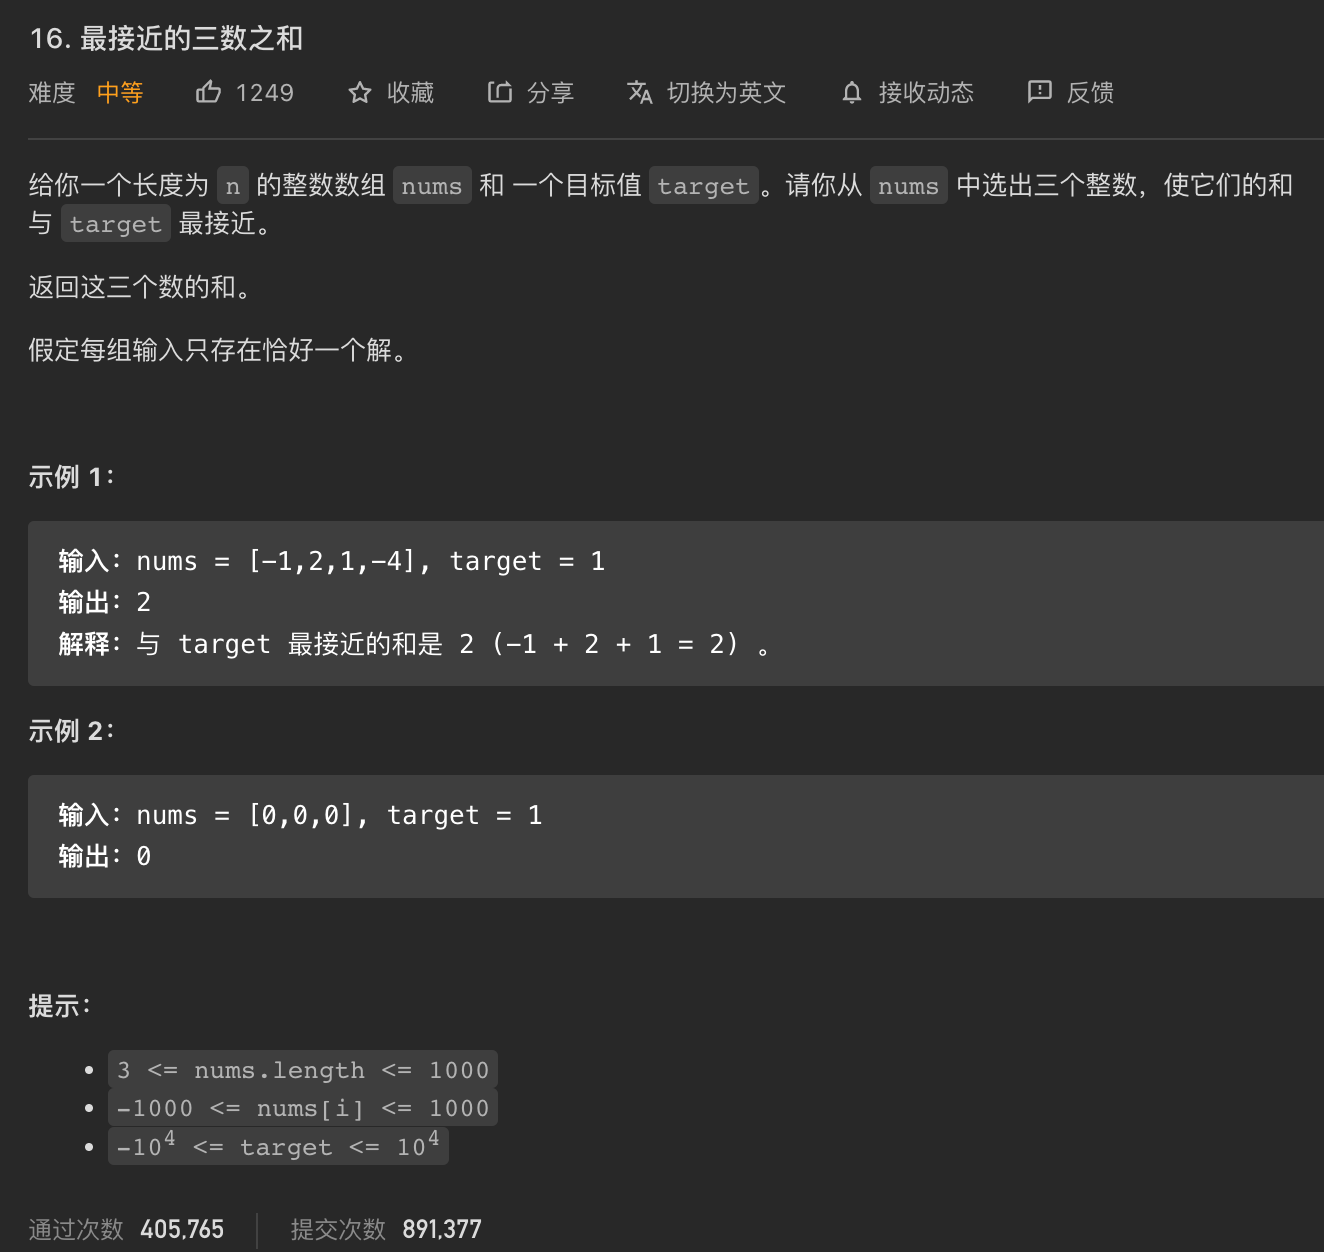 16. 最接近的三数之和
难度 中等 1249 收藏 分享 切换为英文 接收动态 反馈
给你一个长度为 n 的整数数组 nums 和 一个目标值 target。请你从 nums 中选出三个整数，使它们的和
与 target 最接近。
返回这三个数的和。
假定每组输入只存在恰好一个解。
示例 1：
输入：nums = [-1,2,1,-4], target = 1
输出：2
解释：与 target 最接近的和是 2 (-1 + 2 + 1 = 2) 。
示例 2：
输入：nums = [0,0,0], target = 1
输出：0
提示：
• 3 <= nums.length <= 1000
• -1000 <= nums[i] <= 1000
• -10⁴ <= target <= 10⁴
通过次数 405,765 提交次数 891,377